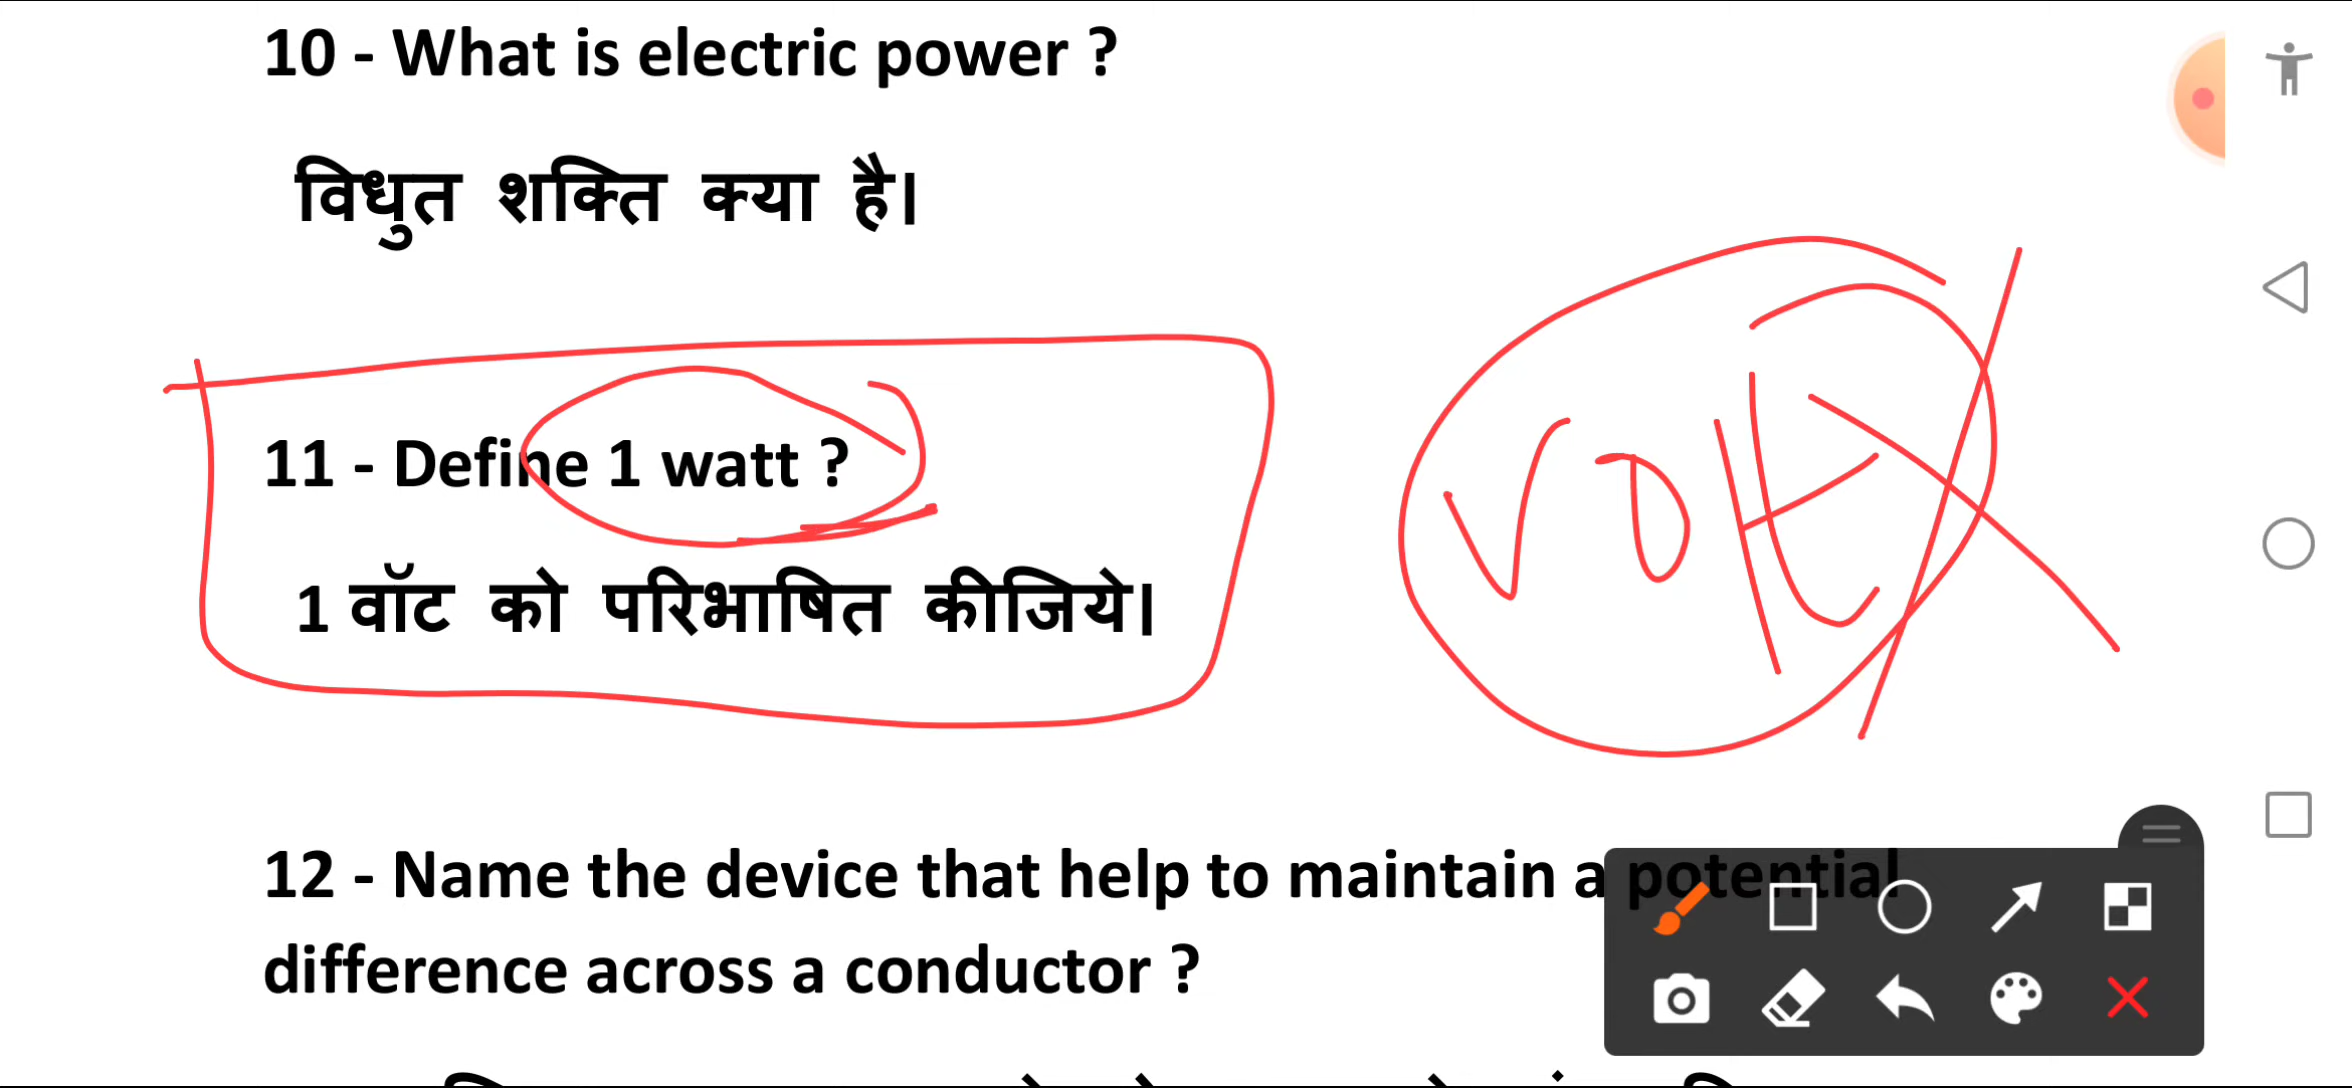 10 - What is electric power ?
विधुत शक्ति क्या है।
11 - Define 1 watt ?
1 वॉट को परिभाषित कीजिये।
12 - Name the device that help to maintain a potential
difference across a conductor ?